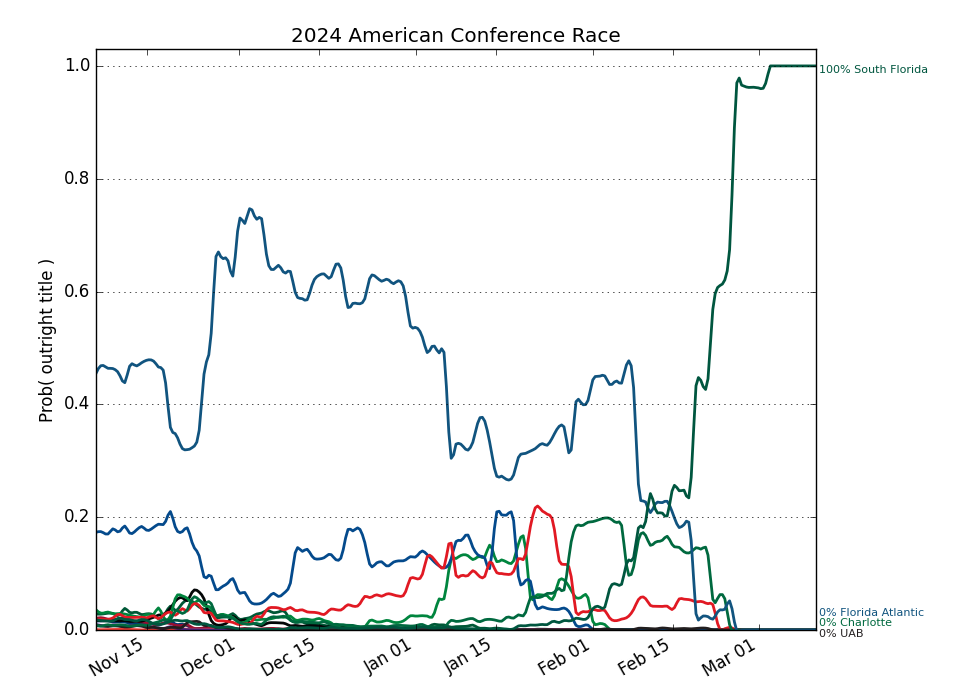 2024 American Conference Race
Prob( outright title )
1.0
0.8
0.6
0.4
0.2
0.0
100% South Florida
0% Florida Atlantic
0% Charlotte
0% UAB
Nov 15
Dec 01
Dec 15
Jan 01
Jan 15
Feb 01
Feb 15
Mar 01